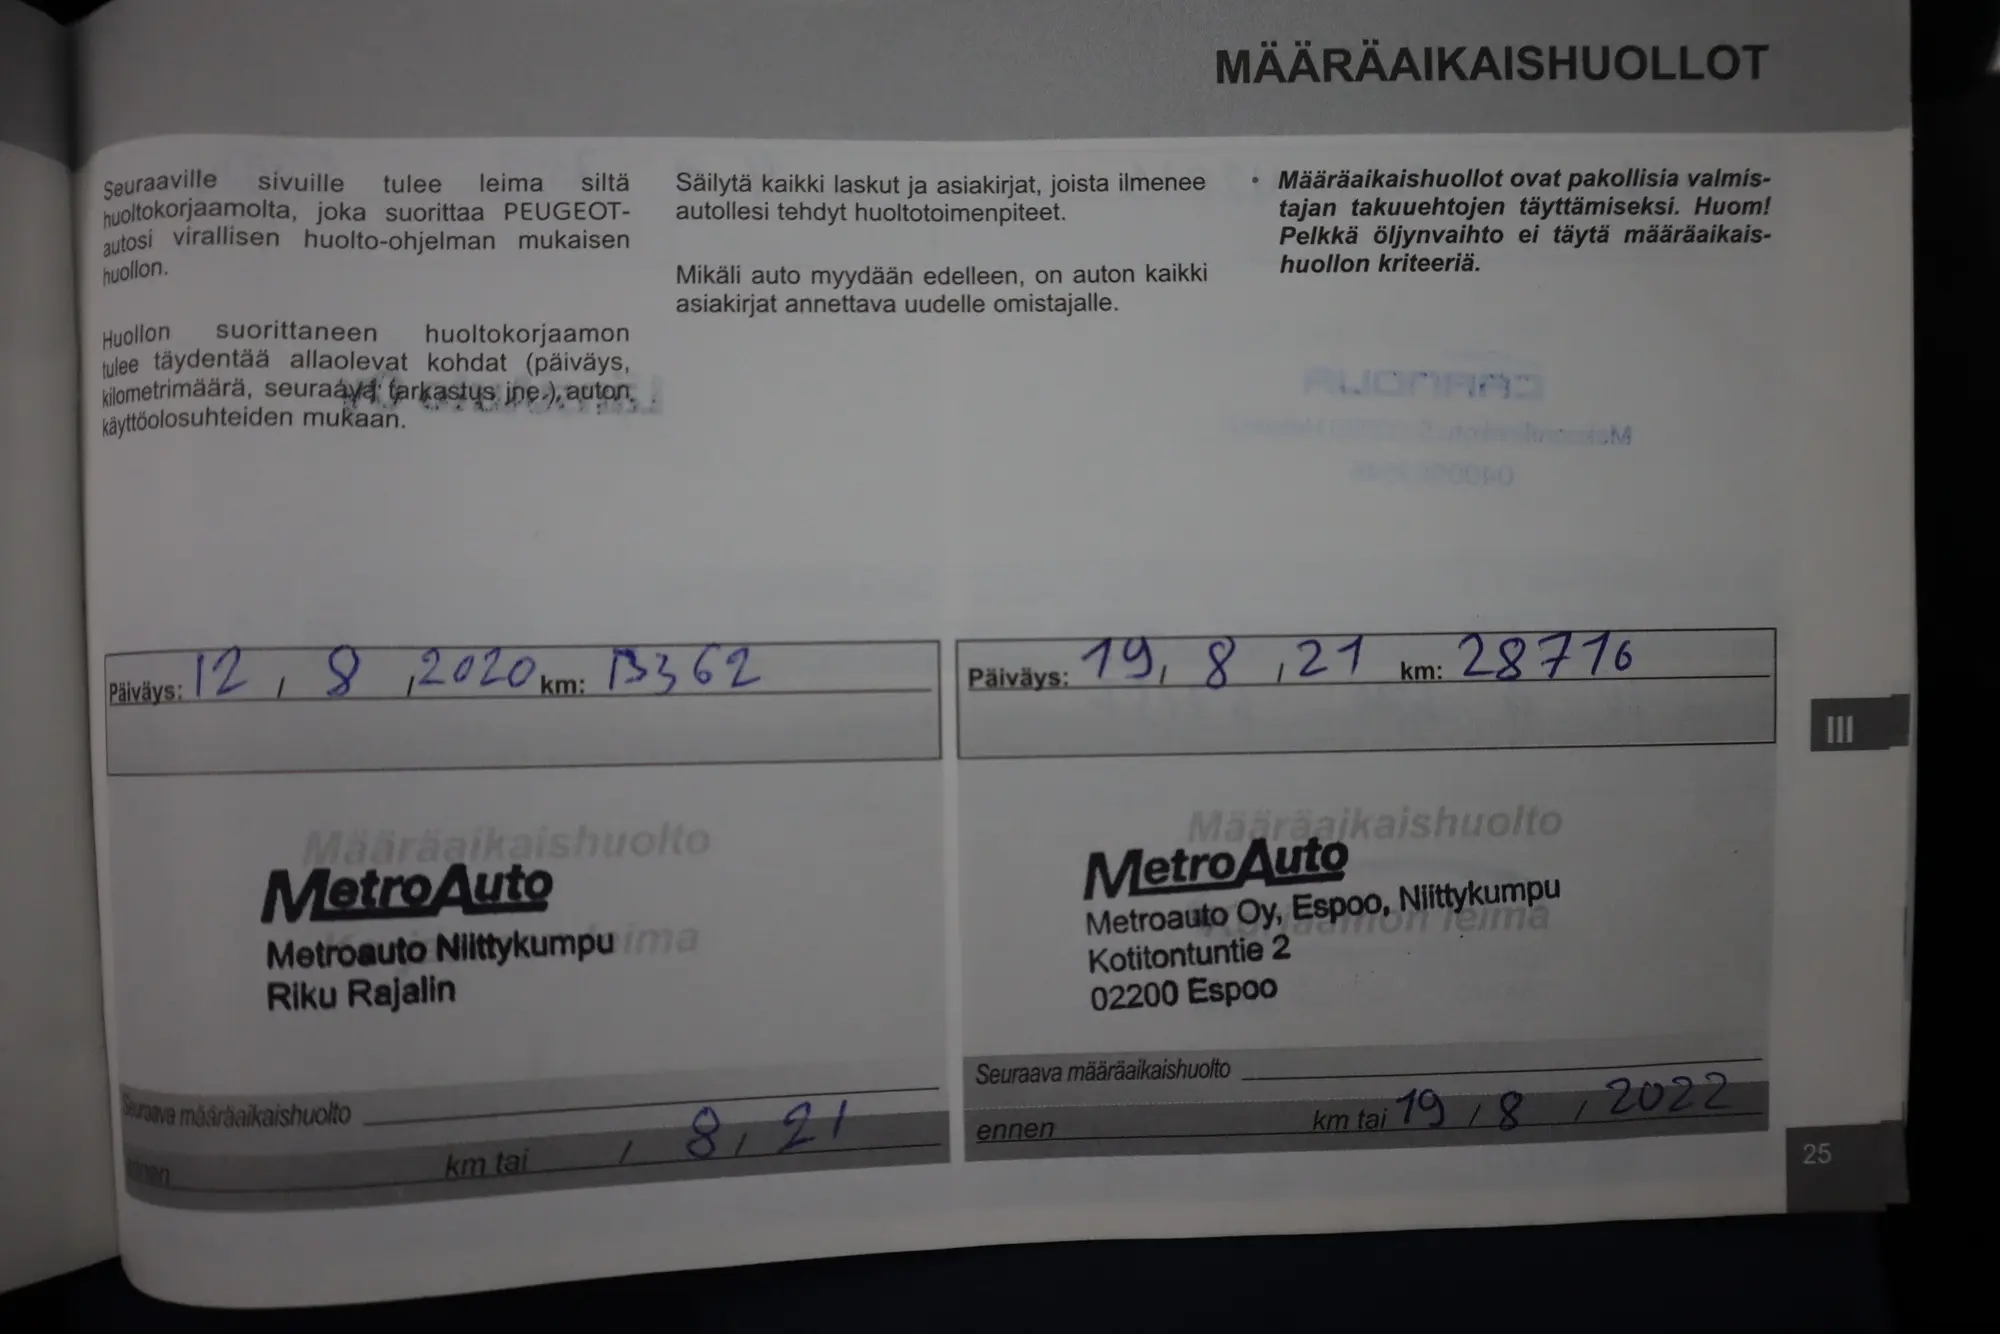 MÄÄRÄAIKAISHUOLLOT
Seuraaville sivuille tulee leima siltä
huoltokorjaamolta, joka suorittaa PEUGEOT-
autosi virallisen huolto-ohjelman mukaisen
huollon.
Huollon suorittaneen huoltokorjaamon
tulee täydentää allaolevat kohdat (päiväys,
kilometrimäärä, seuraava tarkastus jne.), auton
käyttöolosuhteiden mukaan.
Säilytä kaikki laskut ja asiakirjat, joista ilmenee
autollesi tehdyt huoltotoimenpiteet.
Mikäli auto myydään edelleen, on auton kaikki
asiakirjat annettava uudelle omistajalle.
• Määräaikaishuollot ovat pakollisia valmis-
tajan takuuehtojen täyttämiseksi. Huom!
Pelkkä öljynvaihto ei täytä määräaikais-
huollon kriteeriä.
Päiväys: 12 / 8 / 2020 km: 13362
Määräaikaishuolto
MetroAuto
Metroauto Niittykumpu
Riku Rajalin
Seuraava määräaikaishuolto
ennen km tai / 8 / 21
Päiväys: 19 / 8 / 21 km: 28716
Määräaikaishuolto
MetroAuto
Metroauto Oy, Espoo, Niittykumpu
Korjaamon leima
Kotitontuntie 2
02200 Espoo
Seuraava määräaikaishuolto
ennen km tai 19 / 8 / 2022
III
25